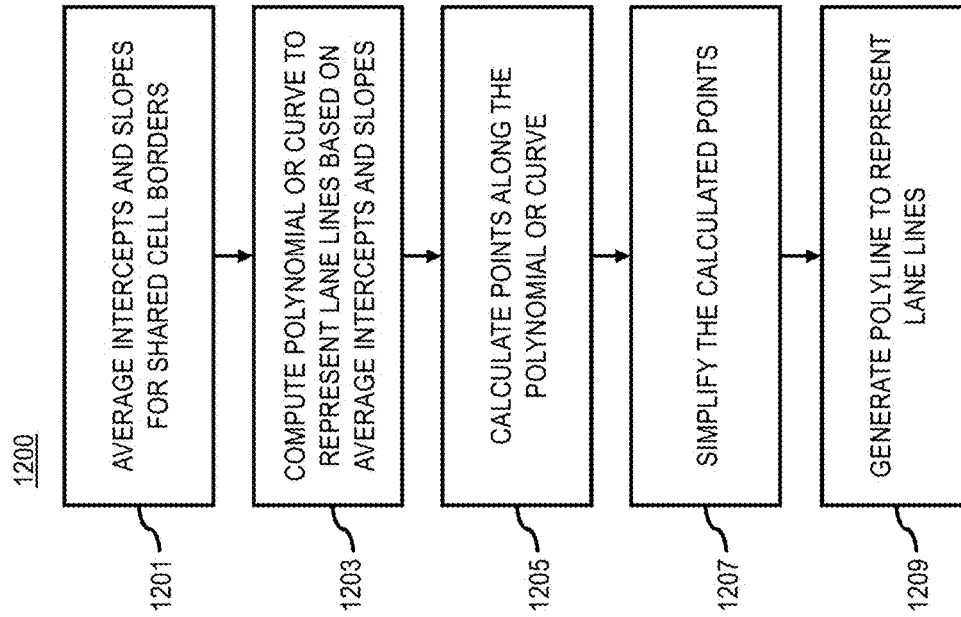 1200
AVERAGE INTERCEPTS AND SLOPES
FOR SHARED CELL BORDERS
1201
COMPUTE POLYNOMIAL OR CURVE TO
REPRESENT LANE LINES BASED ON
AVERAGE INTERCEPTS AND SLOPES
1203
CALCULATE POINTS ALONG THE
POLYNOMIAL OR CURVE
1205
SIMPLIFY THE CALCULATED POINTS
1207
GENERATE POLYLINE TO REPRESENT
LANE LINES
1209